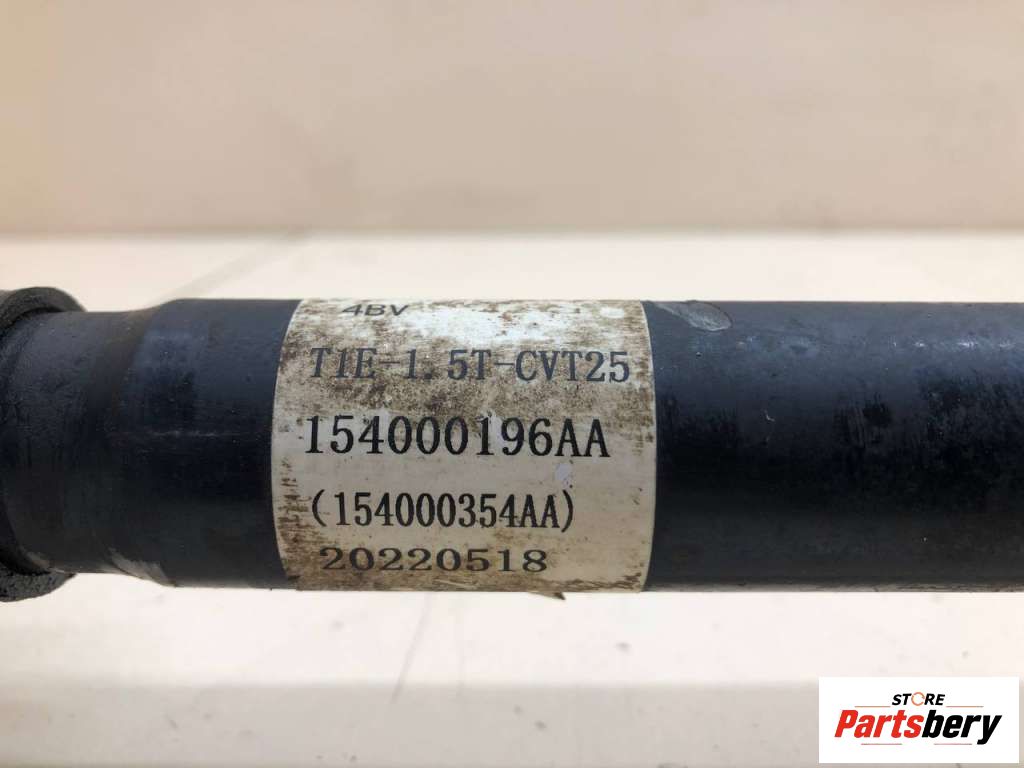 4BV
T1E-1.5T-CVT25
154000196AA
(154000354AA)
20220518
STORE
Partsbery